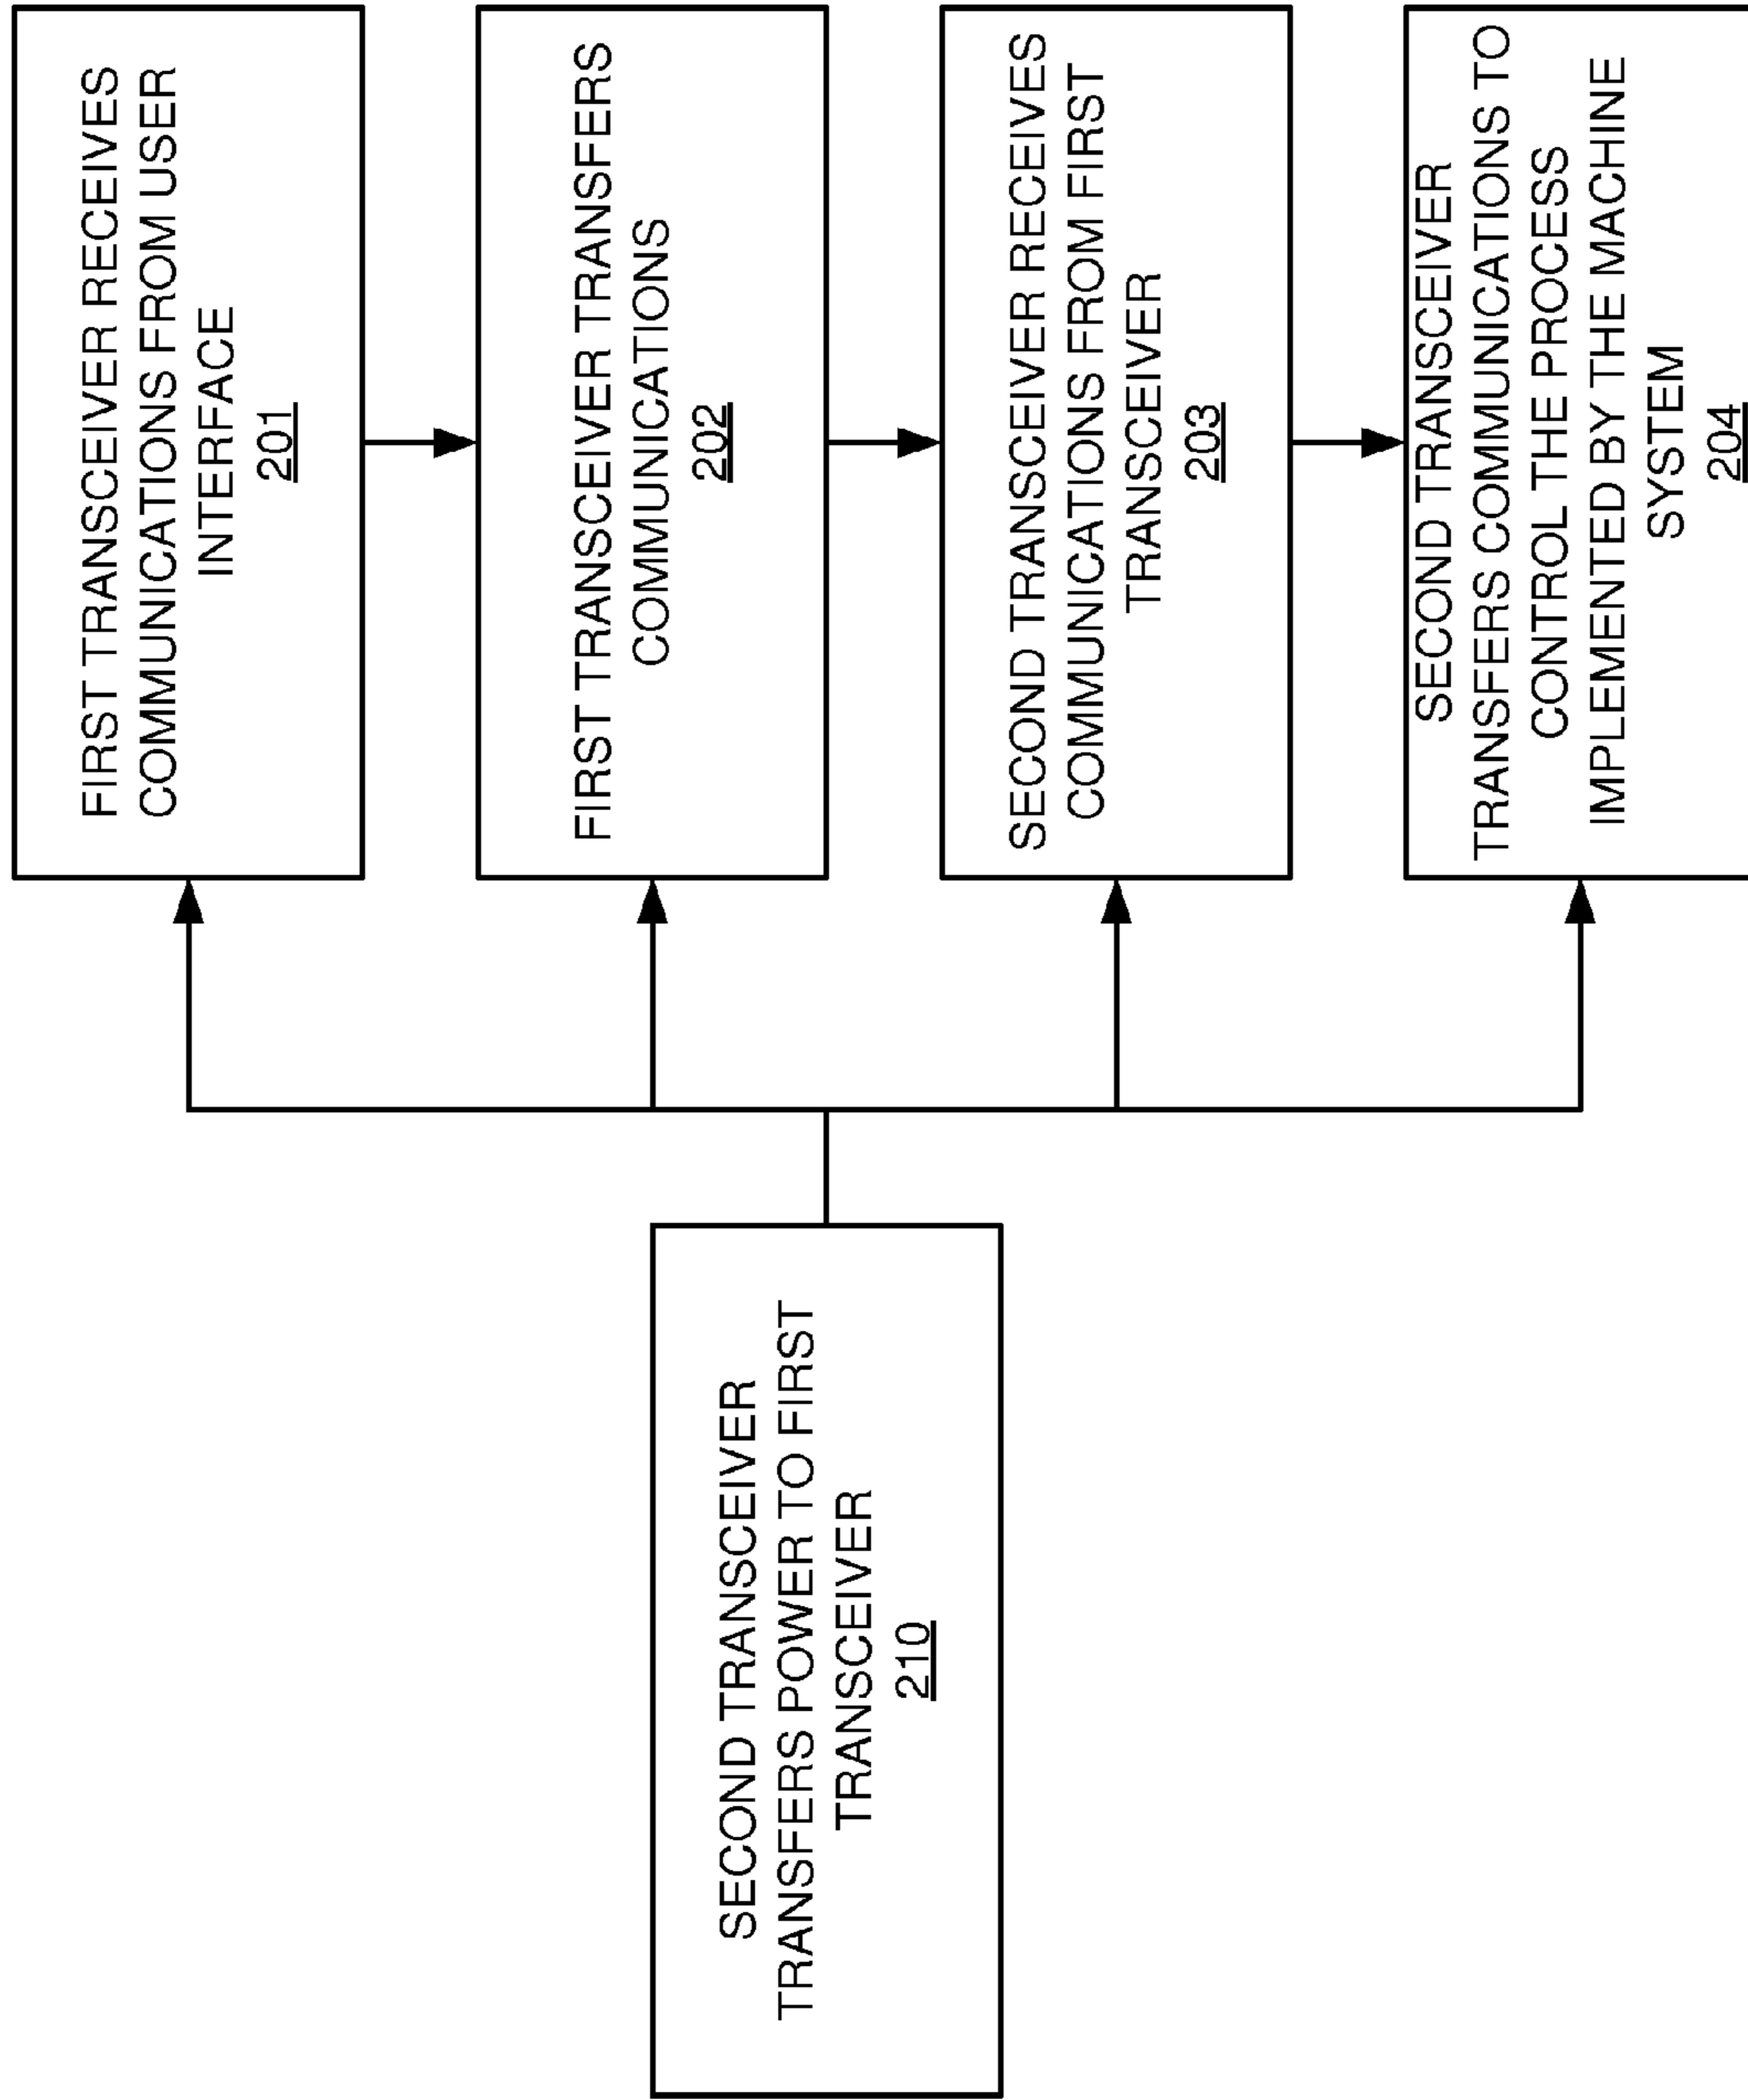 FIRST TRANSCEIVER RECEIVES
COMMUNICATIONS FROM USER
INTERFACE
201
FIRST TRANSCEIVER TRANSFERS
COMMUNICATIONS
202
SECOND TRANSCEIVER RECEIVES
COMMUNICATIONS FROM FIRST
TRANSCEIVER
203
SECOND TRANSCEIVER
TRANSFERS COMMUNICATIONS TO
CONTROL THE PROCESS
IMPLEMENTED BY THE MACHINE
SYSTEM
204
SECOND TRANSCEIVER
TRANSFERS POWER TO FIRST
TRANSCEIVER
210